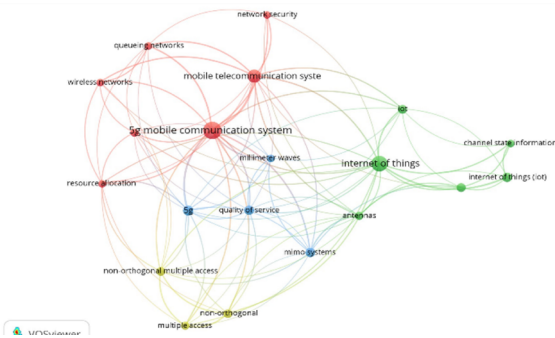 network security
queueing networks
mobile telecommunication syste
wireless networks
iot
5g mobile communication system
channel state informatior
millimeter waves
internet of things
internet of things (iot)
resource allocation
5g
quality of service
antennas
mimo systems
non-orthogonal multiple access
non-orthogonal
multiple access
VOSviewer